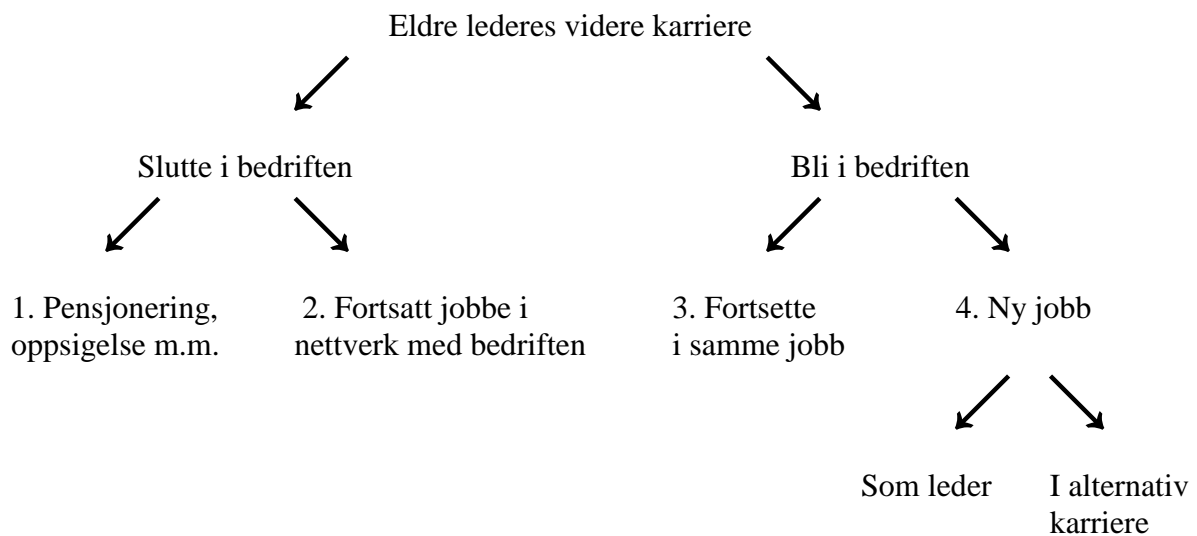 Eldre lederes videre karriere
Slutte i bedriften
Bli i bedriften
1. Pensjonering,
oppsigelse m.m.
2. Fortsatt jobbe i
nettverk med bedriften
3. Fortsette
i samme jobb
4. Ny jobb
Som leder
I alternativ
karriere